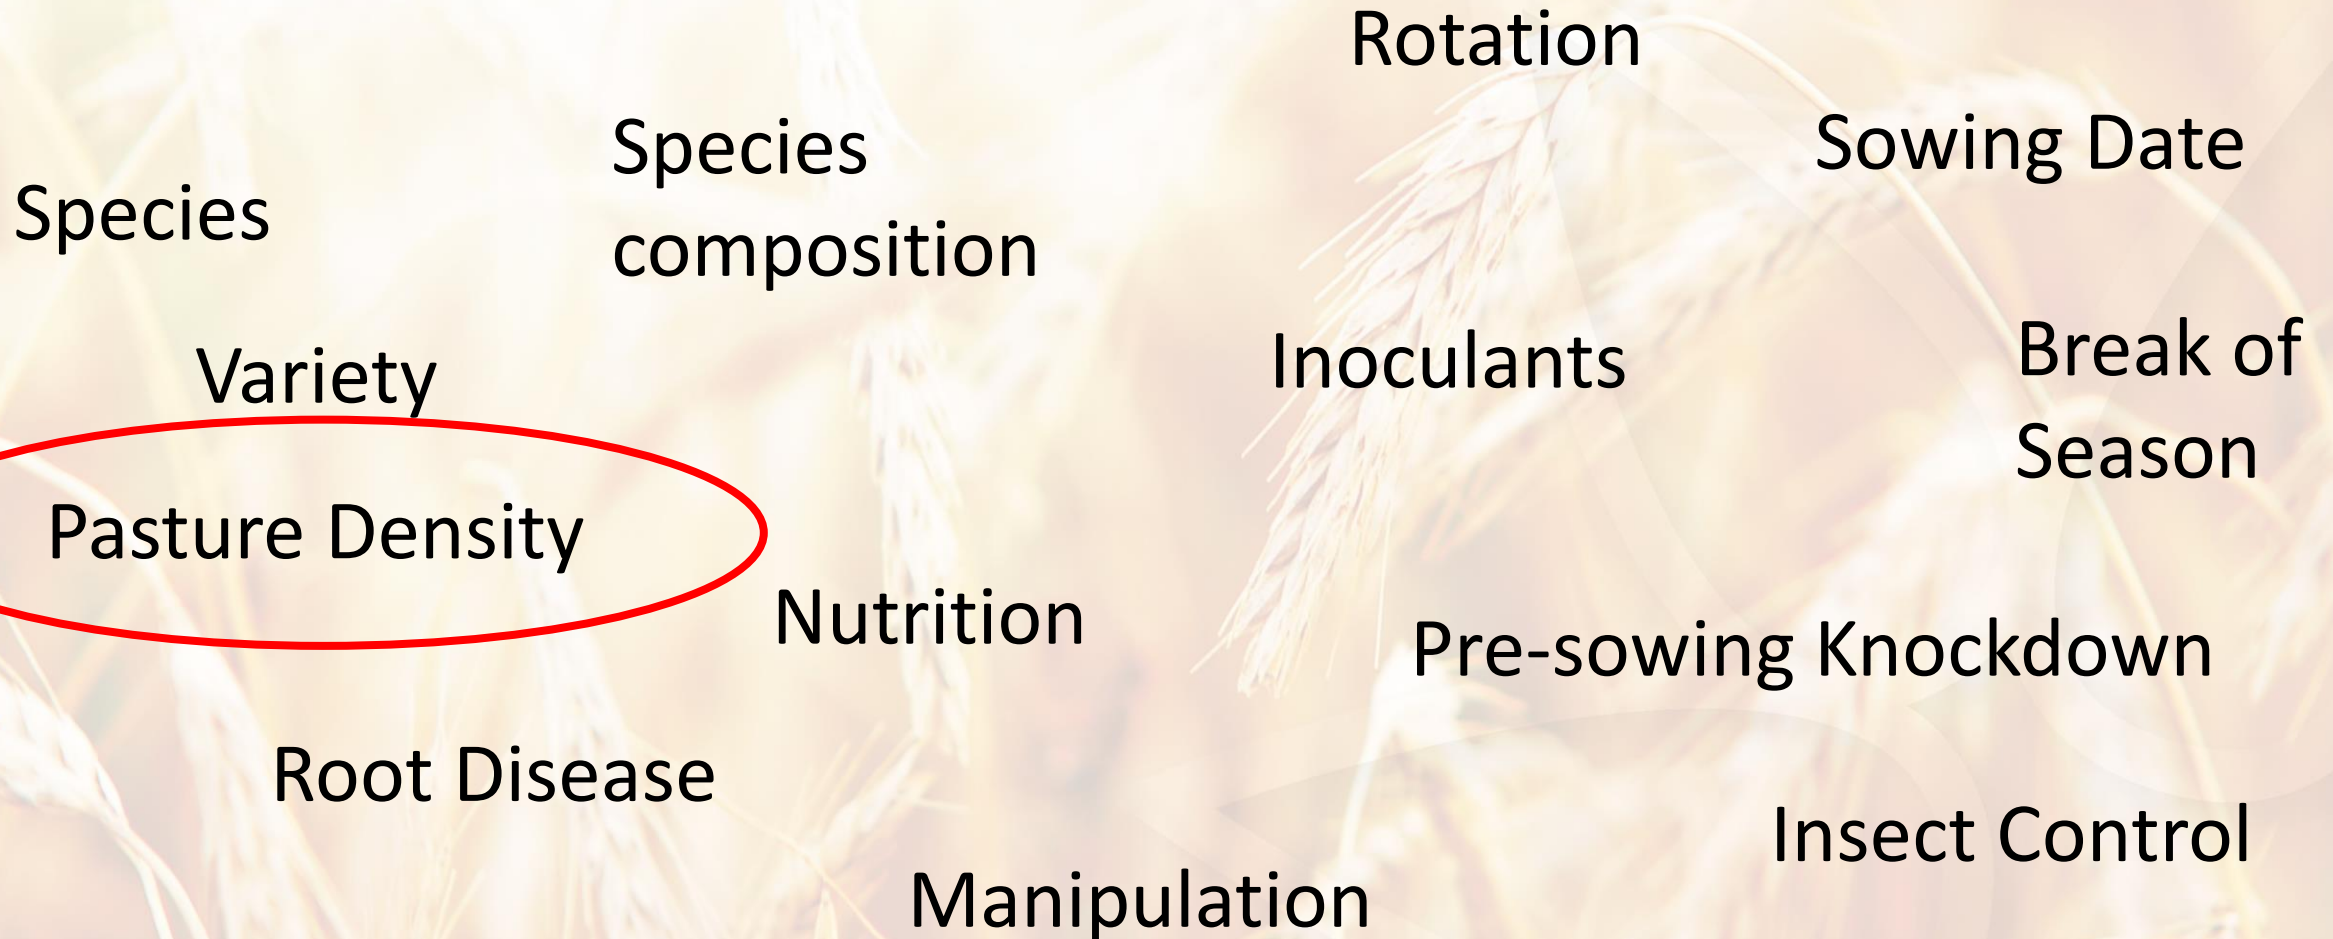 Rotation
Species
composition
Sowing Date
Species
Variety
Inoculants
Break of
Season
Pasture Density
Nutrition
Pre-sowing Knockdown
Root Disease
Insect Control
Manipulation